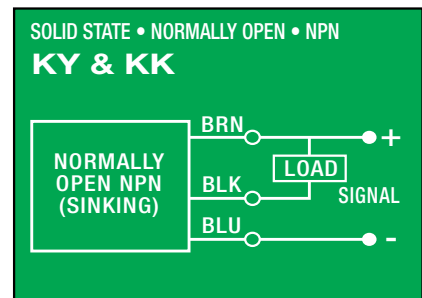 SOLID STATE • NORMALLY OPEN • NPN
KY & KK
BRN
+
NORMALLY
OPEN NPN
(SINKING)
LOAD
BLK
SIGNAL
BLU
-